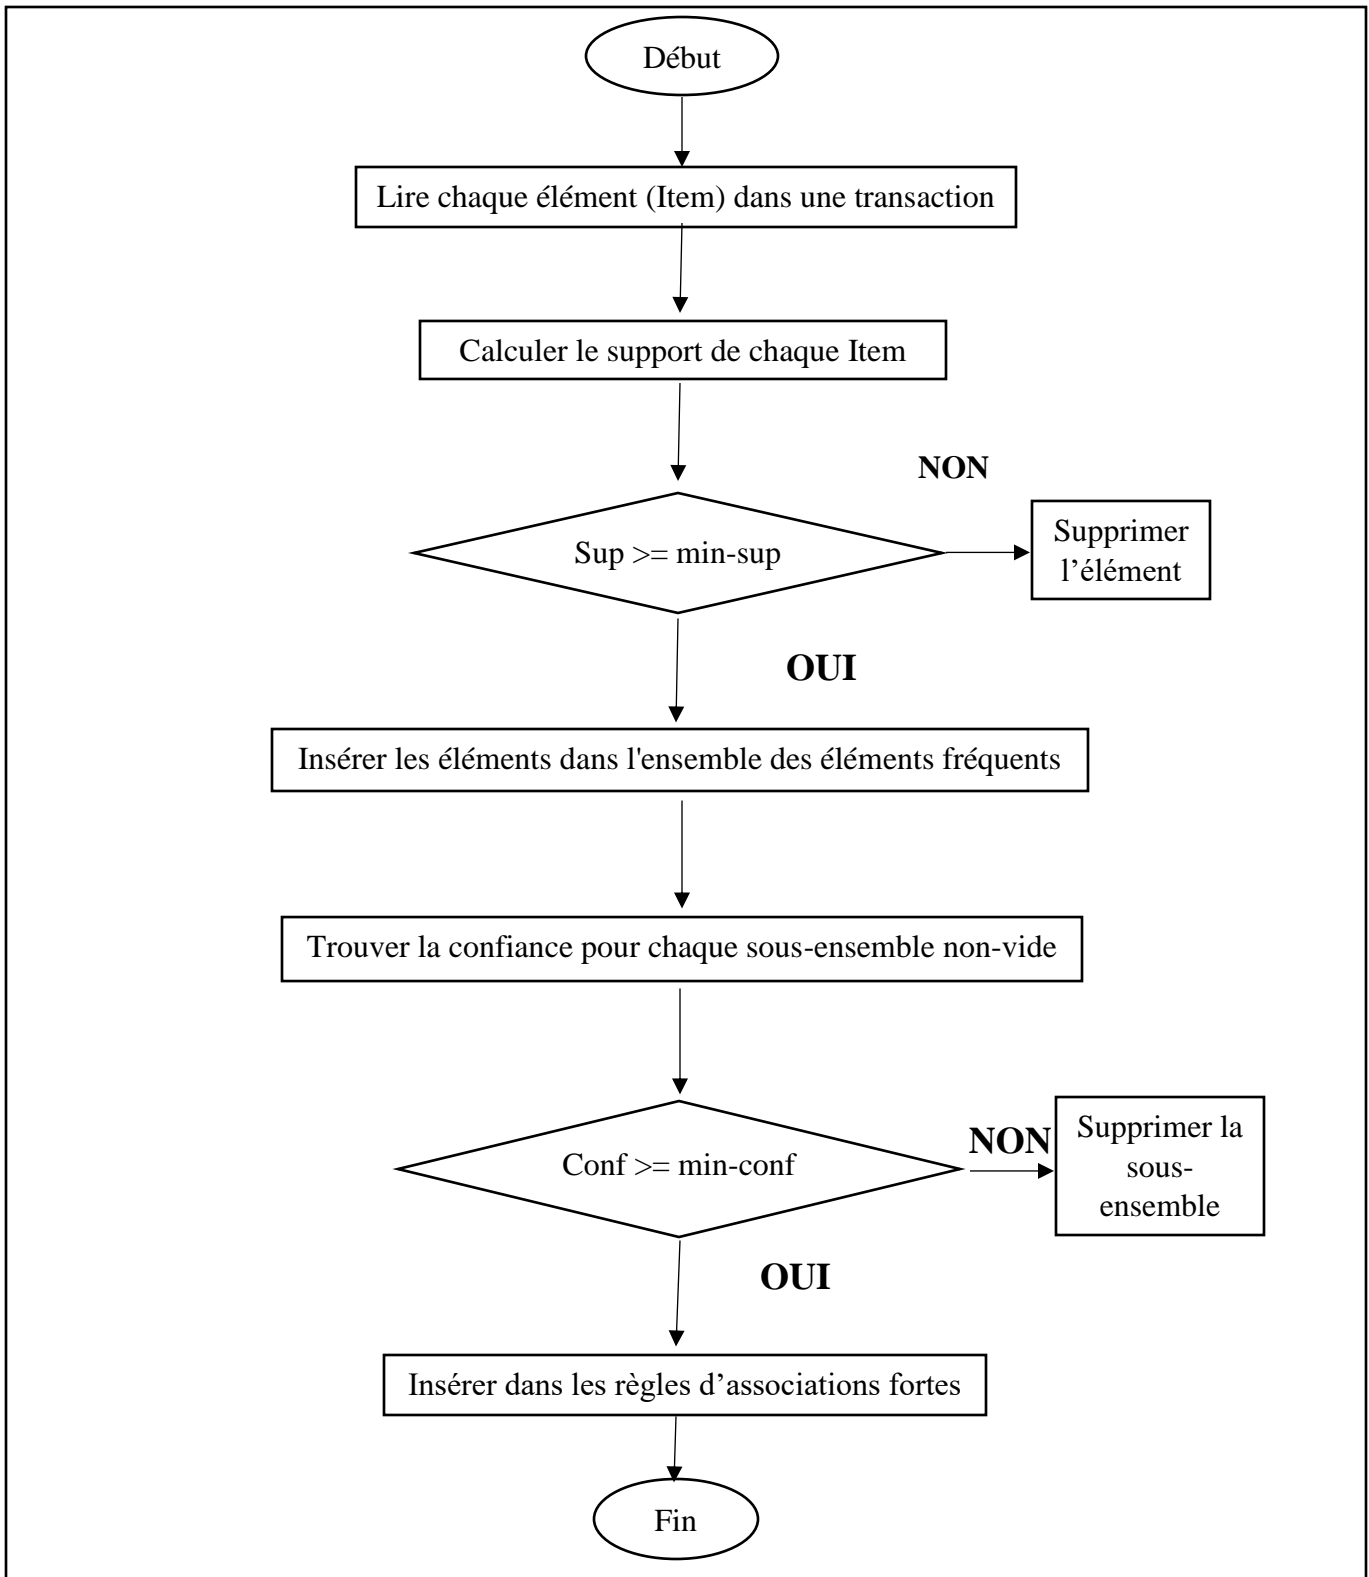 Début
Lire chaque élément (Item) dans une transaction
Calculer le support de chaque Item
NON
Sup >= min-sup
Supprimer
l’élément
OUI
Insérer les éléments dans l'ensemble des éléments fréquents
Trouver la confiance pour chaque sous-ensemble non-vide
Conf >= min-conf
NON
Supprimer la
sous-
ensemble
OUI
Insérer dans les règles d’associations fortes
Fin